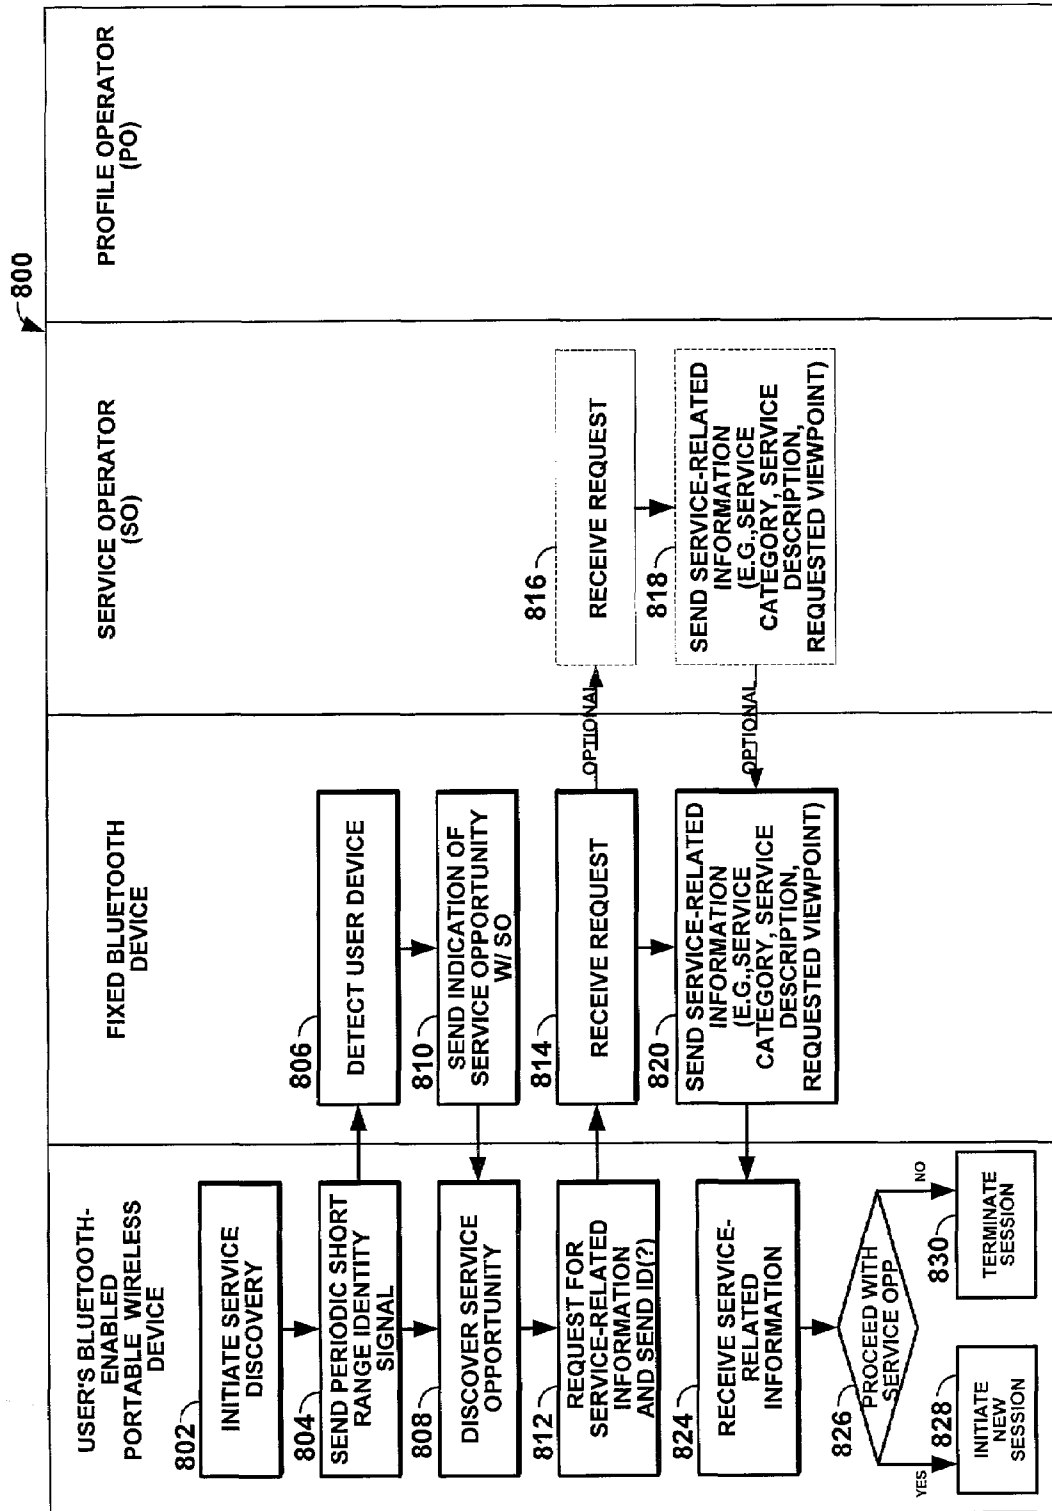 800
USER'S BLUETOOTH-
ENABLED
PORTABLE WIRELESS
DEVICE
FIXED BLUETOOTH
DEVICE
SERVICE OPERATOR
(SO)
PROFILE OPERATOR
(PO)
802
INITIATE SERVICE
DISCOVERY
804
SEND PERIODIC SHORT
RANGE IDENTITY
SIGNAL
806
DETECT USER DEVICE
808
DISCOVER SERVICE
OPPORTUNITY
810
SEND INDICATION OF
SERVICE OPPORTUNITY
W/ SO
812
REQUEST FOR
SERVICE-RELATED
INFORMATION
AND SEND ID(?)
814
RECEIVE REQUEST
OPTIONAL
816
RECEIVE REQUEST
818
SEND SERVICE-RELATED
INFORMATION
(E.G.,SERVICE
CATEGORY, SERVICE
DESCRIPTION,
REQUESTED VIEWPOINT)
OPTIONAL
820
SEND SERVICE-RELATED
INFORMATION
(E.G.,SERVICE
CATEGORY, SERVICE
DESCRIPTION,
REQUESTED VIEWPOINT)
824
RECEIVE SERVICE-
RELATED
INFORMATION
826
PROCEED WITH
SERVICE OPP
YES
NO
828
INITIATE
NEW
SESSION
830
TERMINATE
SESSION